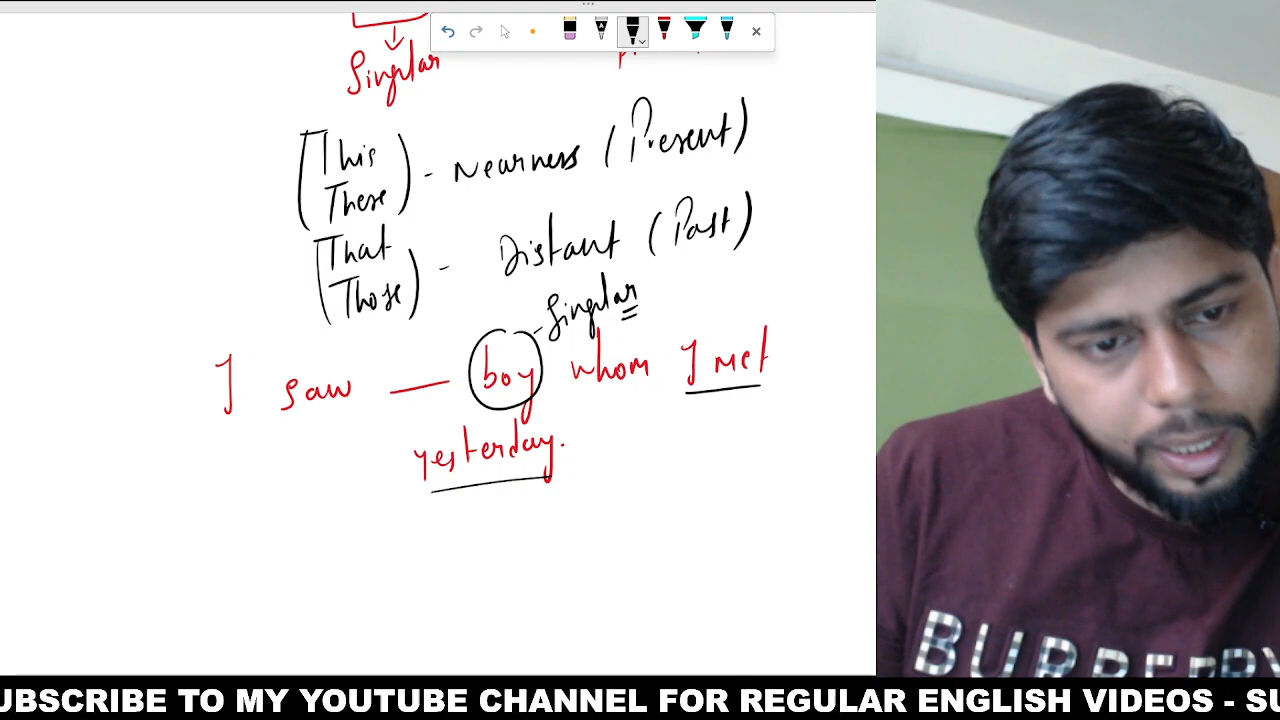 Singular
This
These
- Nearness (Present)
That
Those
- Distant (Past)
- Singular
I saw — boy whom I met
yesterday.
BURBERRY
UBSCRIBE TO MY YOUTUBE CHANNEL FOR REGULAR ENGLISH VIDEOS - SU